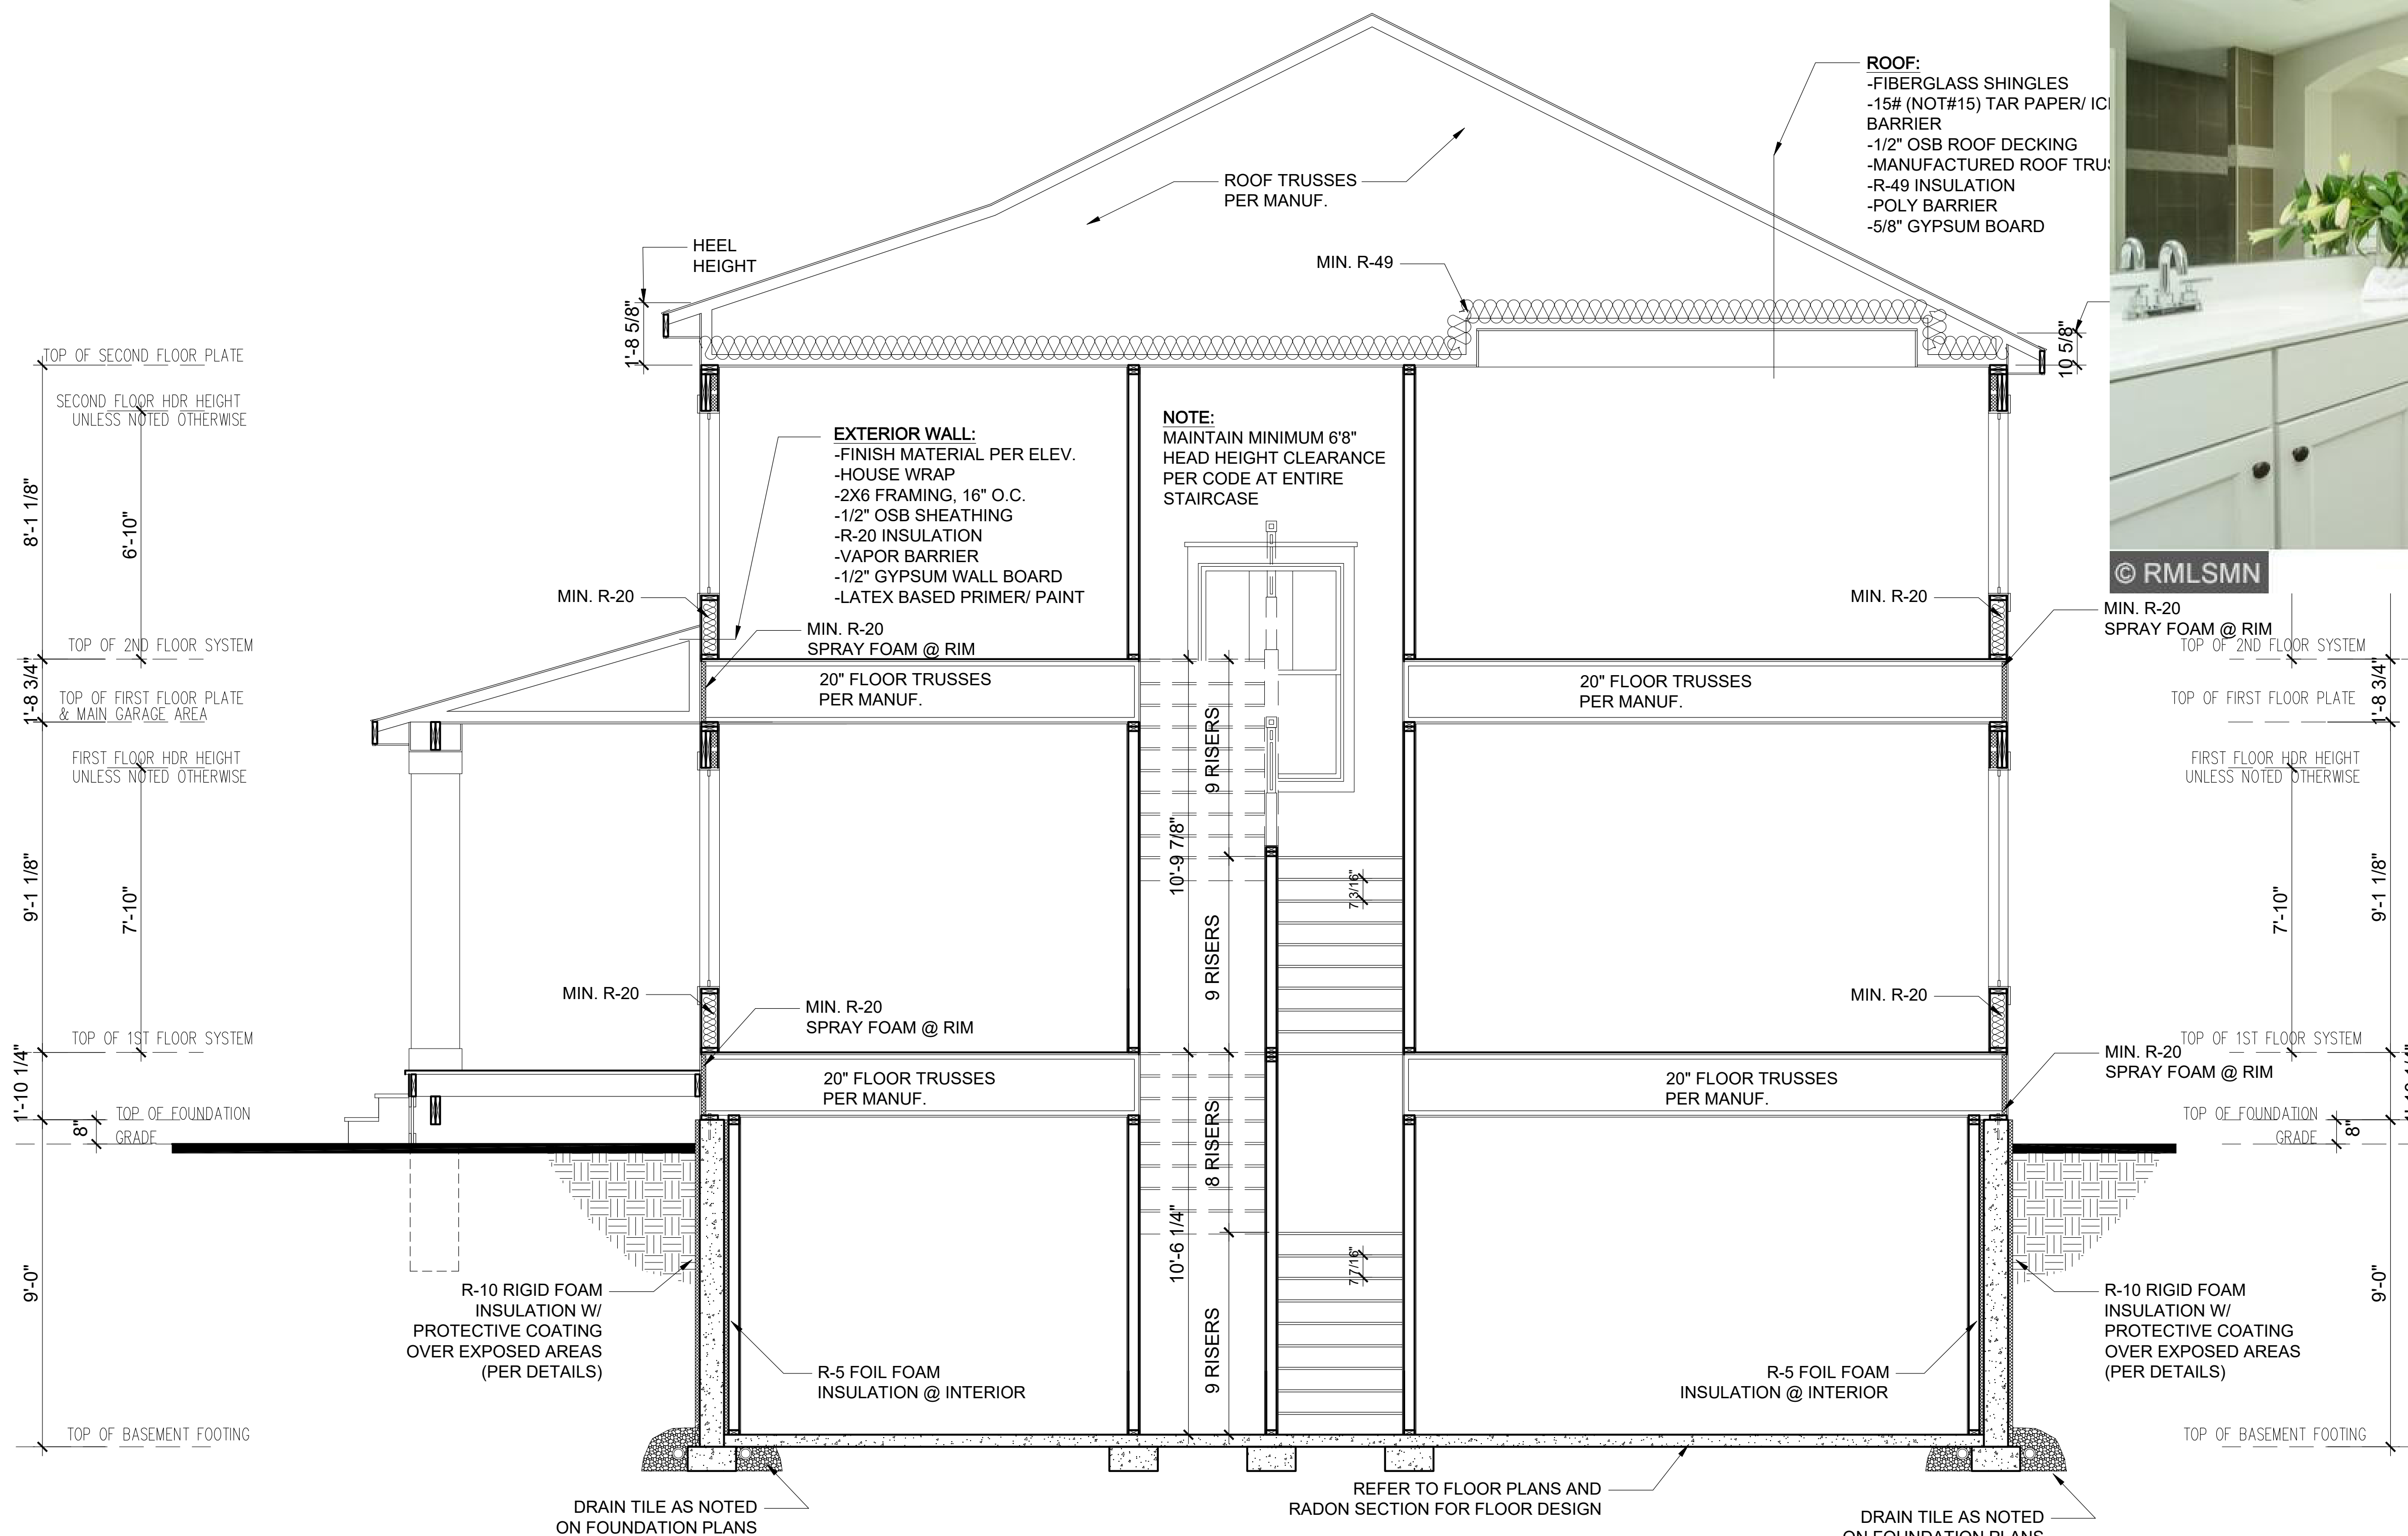 ROOF:
-FIBERGLASS SHINGLES
-15# (NOT#15) TAR PAPER/
BARRIER
-1/2" OSB ROOF DECKING
-MANUFACTURED ROOF
-R-49 INSULATION
-POLY BARRIER
-5/8" GYPSUM BOARD
ROOF TRUSSES
PER MANUF.
HEEL
HEIGHT
MIN. R-49
1'-8 5/8"
10 5/8"
TOP OF SECOND FLOOR PLATE
SECOND FLOOR HDR HEIGHT
UNLESS NOTED OTHERWISE
8'-1 1/8"
6'-10"
EXTERIOR WALL:
-FINISH MATERIAL PER ELEV.
-HOUSE WRAP
-2X6 FRAMING, 16" O.C.
-1/2" OSB SHEATHING
-R-20 INSULATION
-VAPOR BARRIER
-1/2" GYPSUM WALL BOARD
-LATEX BASED PRIMER/ PAINT
NOTE:
MAINTAIN MINIMUM 6'8"
HEAD HEIGHT CLEARANCE
PER CODE AT ENTIRE
STAIRCASE
© RMLSMN
MIN. R-20
MIN. R-20
MIN. R-20
SPRAY FOAM @ RIM
MIN. R-20
SPRAY FOAM @ RIM
TOP OF 2ND FLOOR SYSTEM
TOP OF 2ND FLOOR SYSTEM
1'-8 3/4"
1'-8 3/4"
20" FLOOR TRUSSES
PER MANUF.
20" FLOOR TRUSSES
PER MANUF.
TOP OF FIRST FLOOR PLATE
& MAIN GARAGE AREA
TOP OF FIRST FLOOR PLATE
FIRST FLOOR HDR HEIGHT
UNLESS NOTED OTHERWISE
FIRST FLOOR HDR HEIGHT
UNLESS NOTED OTHERWISE
9 RISERS
10'-9 7/8"
7 3/16"
9 RISERS
9'-1 1/8"
7'-10"
7'-10"
9'-1 1/8"
MIN. R-20
MIN. R-20
MIN. R-20
SPRAY FOAM @ RIM
MIN. R-20
SPRAY FOAM @ RIM
TOP OF 1ST FLOOR SYSTEM
TOP OF 1ST FLOOR SYSTEM
1'-10 1/4"
20" FLOOR TRUSSES
PER MANUF.
20" FLOOR TRUSSES
PER MANUF.
TOP OF FOUNDATION
TOP OF FOUNDATION
8"
8"
GRADE
GRADE
8 RISERS
10'-6 1/4"
7 7/16"
9 RISERS
9'-0"
9'-0"
R-10 RIGID FOAM
INSULATION W/
PROTECTIVE COATING
OVER EXPOSED AREAS
(PER DETAILS)
R-10 RIGID FOAM
INSULATION W/
PROTECTIVE COATING
OVER EXPOSED AREAS
(PER DETAILS)
R-5 FOIL FOAM
INSULATION @ INTERIOR
R-5 FOIL FOAM
INSULATION @ INTERIOR
TOP OF BASEMENT FOOTING
TOP OF BASEMENT FOOTING
REFER TO FLOOR PLANS AND
RADON SECTION FOR FLOOR DESIGN
DRAIN TILE AS NOTED
ON FOUNDATION PLANS
DRAIN TILE AS NOTED
ON FOUNDATION PLANS